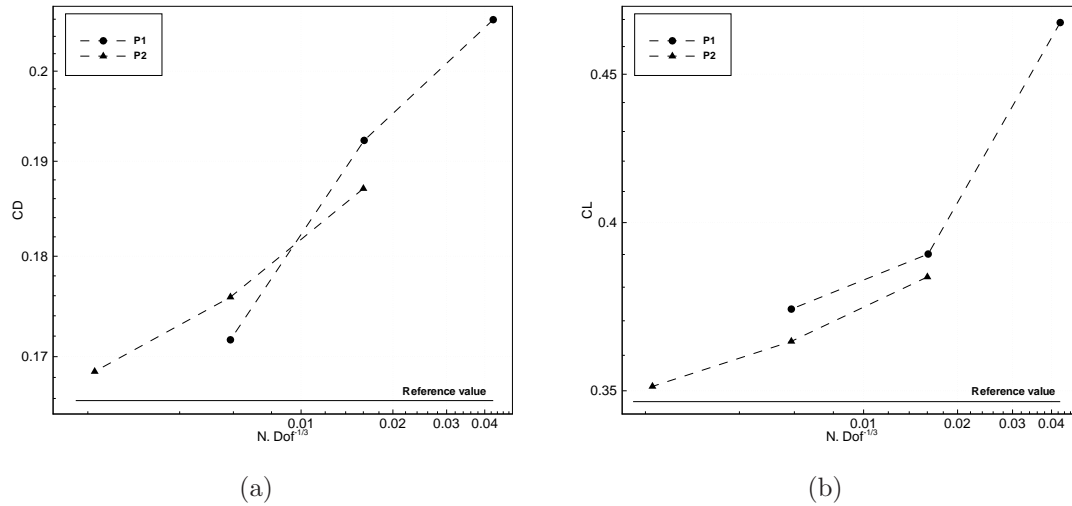 P1
P2
CD
0.2
0.19
0.18
0.17
Reference value
0.01
0.02
0.03
0.04
N. Dof-1/3
(a)
P1
P2
CL
0.45
0.4
0.35
Reference value
0.01
0.02
0.03
0.04
N. Dof-1/3
(b)